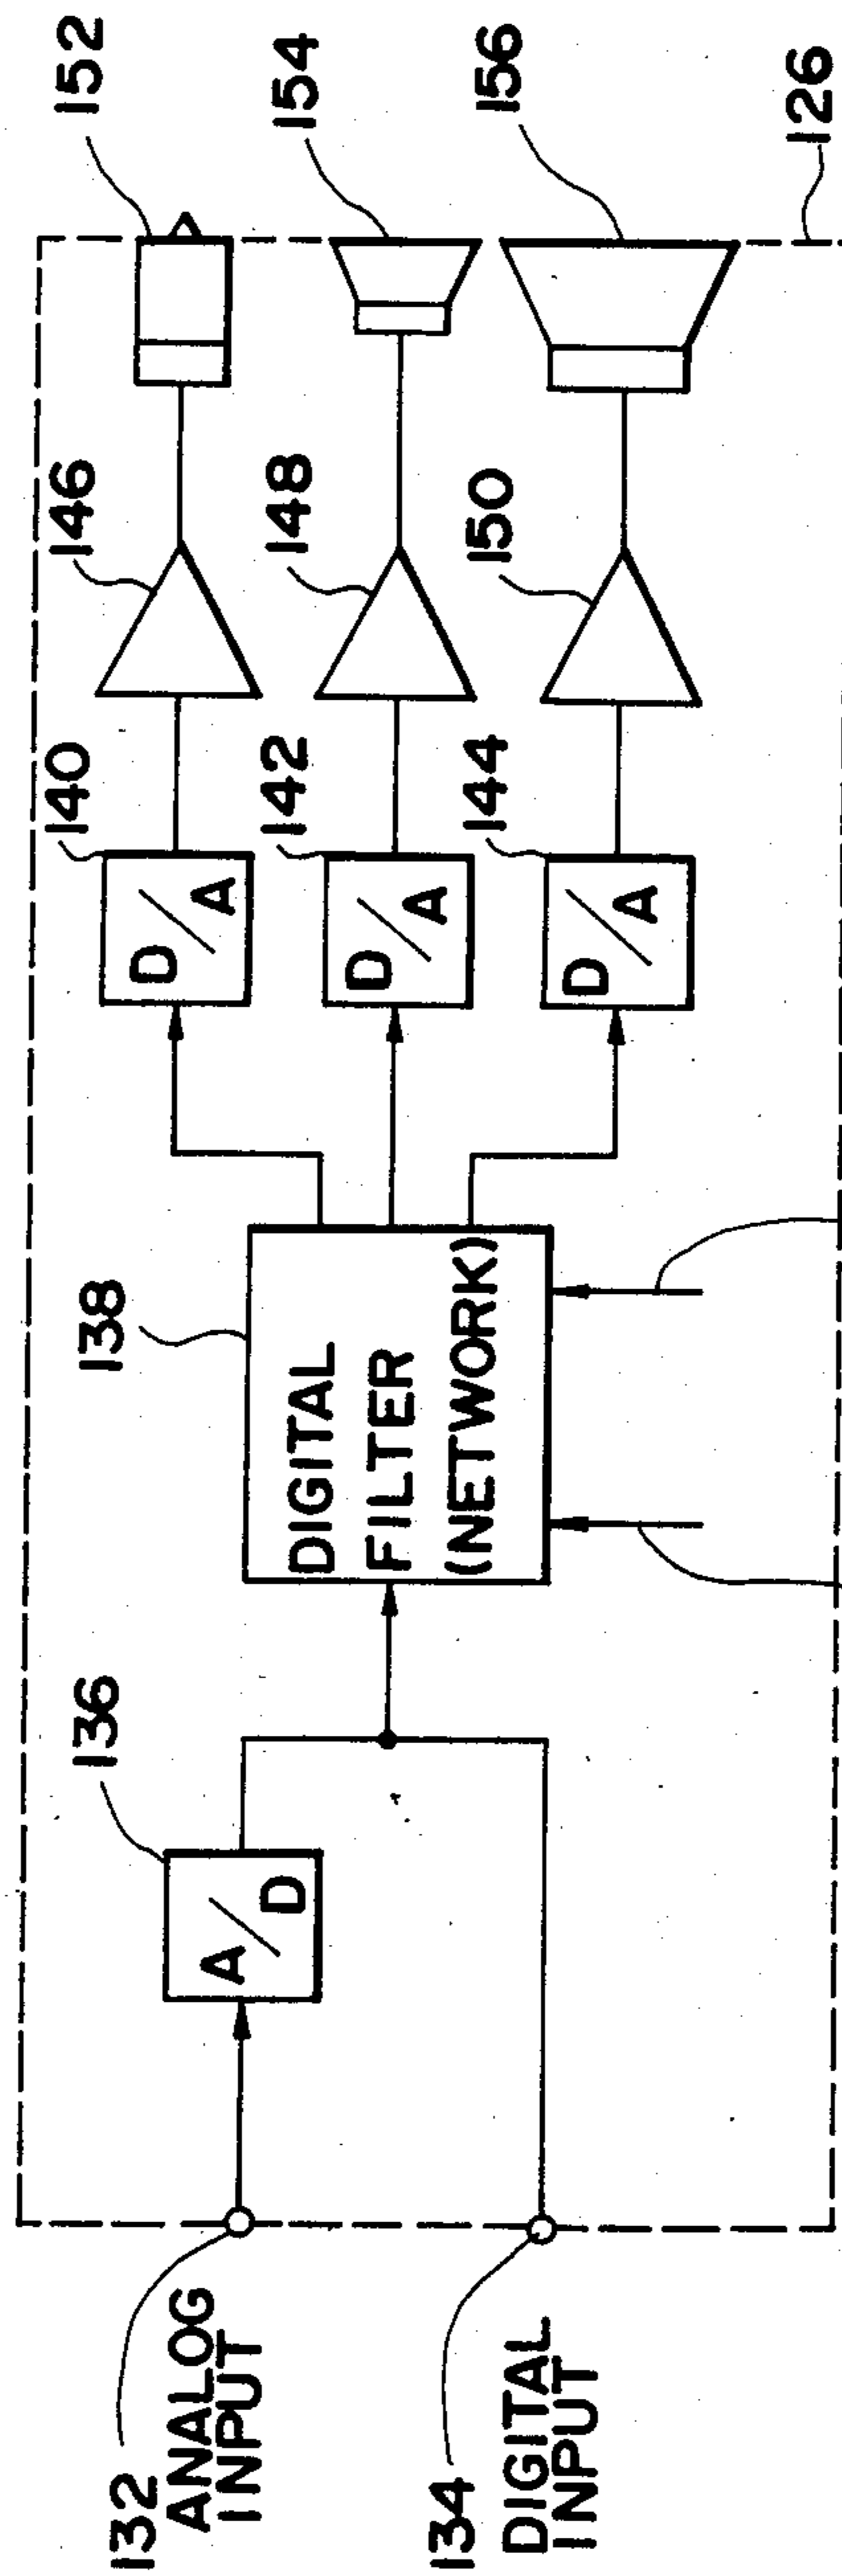 132
ANALOG
INPUT
134
DIGITAL
INPUT
136
A/D
138
DIGITAL
FILTER
(NETWORK)
140
D/A
142
D/A
144
D/A
146
148
150
152
154
156
126